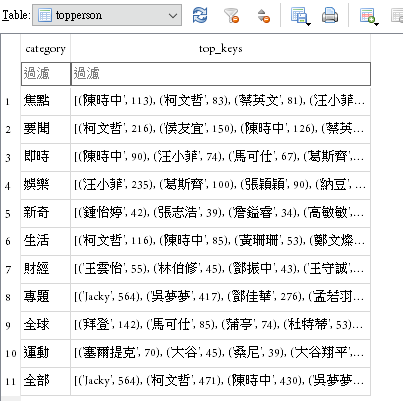 Table: topperson
category top_keys
過濾 過濾
1 焦點 [('陳時中', 113), ('柯文哲', 83), ('蔡英文', 81), ('汪小菲...
2 要聞 [('柯文哲', 216), ('侯友宜', 150), ('陳時中', 126), ('蔡英...
3 即時 [('陳時中', 90), ('汪小菲', 74), ('馬可仕', 67), ('葛斯齊',...
4 娛樂 [('汪小菲', 235), ('葛斯齊', 100), ('張穎穎', 90), ('納豆',...
5 新奇 [('鍾怡婷', 42), ('張志浩', 39), ('詹鎰睿', 34), ('高敏敏',...
6 生活 [('柯文哲', 116), ('陳時中', 85), ('黃珊珊', 53), ('鄭文燦...
7 財經 [('王雲怡', 55), ('林伯修', 45), ('鄧振中', 43), ('王守誠',...
8 專題 [('Jacky', 564), ('吳夢夢', 417), ('鄧佳華', 276), ('孟若羽...
9 全球 [('拜登', 142), ('馬可仕', 85), ('蒲亭', 74), ('杜特蒂', 53)...
10 運動 [('塞爾提克', 70), ('大谷', 45), ('桑尼', 39), ('大谷翔平',...
11 全部 [('Jacky', 564), ('柯文哲', 471), ('陳時中', 430), ('吳夢夢...